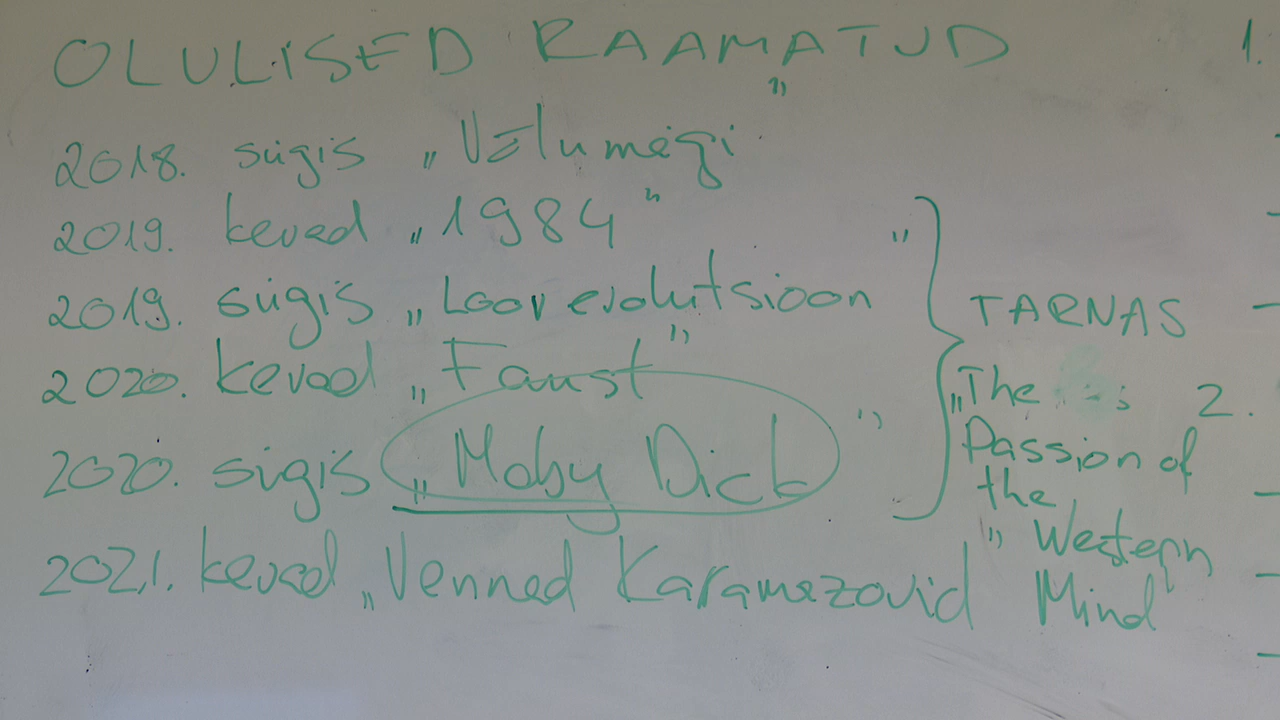 OLULISED RAAMATUD
1.
2018. sügis „Võlumägi"
2019. kevad „1984"
2019. sügis „Loov evolutsioon"
2020. kevad „Faust"
2020. sügis „Moby Dick"
2021. kevad „Vennad Karamazovid"
TARNAS
„The
Passion of
the
Western
Mind"
2.